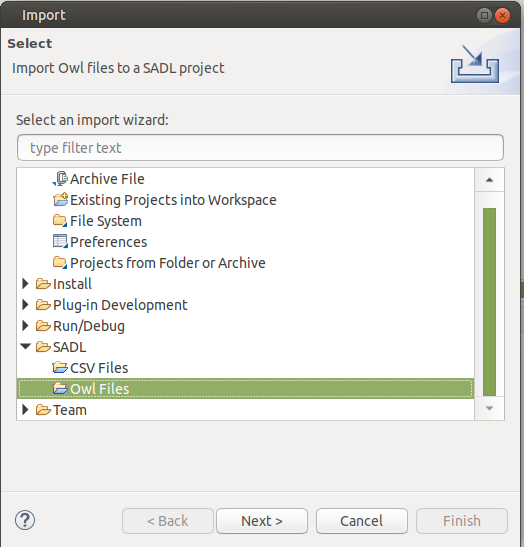 Import
Select
Import Owl files to a SADL project
Select an import wizard:
type filter text
Archive File
Existing Projects into Workspace
File System
Preferences
Projects from Folder or Archive
Install
Plug-in Development
Run/Debug
SADL
CSV Files
Owl Files
Team
? < Back Next > Cancel Finish